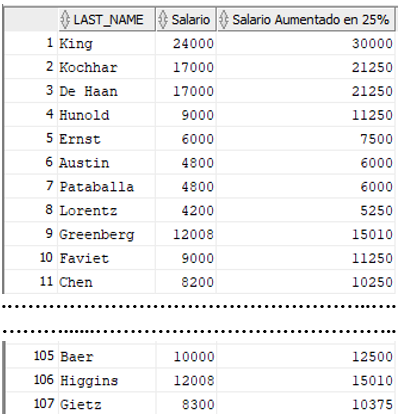 LAST_NAME Salario Salario Aumentado en 25%
1 King 24000 30000
2 Kochhar 17000 21250
3 De Haan 17000 21250
4 Hunold 9000 11250
5 Ernst 6000 7500
6 Austin 4800 6000
7 Pataballa 4800 6000
8 Lorentz 4200 5250
9 Greenberg 12008 15010
10 Faviet 9000 11250
11 Chen 8200 10250
105 Baer 10000 12500
106 Higgins 12008 15010
107 Gietz 8300 10375